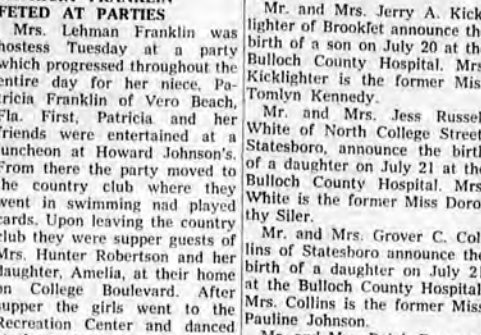 FETED AT PARTIES
Mrs. Lehman Franklin was
hostess Tuesday at a party
which progressed throughout the
entire day for her niece, Pa-
tricia Franklin of Vero Beach,
Fla. First, Patricia and her
friends were entertained at a
luncheon at Howard Johnson's.
From there the party moved to
the country club where they
went in swimming nad played
cards. Upon leaving the country
club they were supper guests of
Mrs. Hunter Robertson and her
daughter, Amelia, at their home
on College Boulevard. After
supper the girls went to the
Recreation Center and danced
Mr. and Mrs. Jerry A. Kick-
lighter of Brooklet announce the
birth of a son on July 20 at the
Bulloch County Hospital. Mrs.
Kicklighter is the former Miss
Tomlyn Kennedy.
Mr. and Mrs. Jess Russell
White of North College Street,
Statesboro, announce the birth
of a daughter on July 21 at the
Bulloch County Hospital. Mrs.
White is the former Miss Doro-
thy Siler.
Mr. and Mrs. Grover C. Col-
lins of Statesboro announce the
birth of a daughter on July 2
at the Bulloch County Hospital.
Mrs. Collins is the former Miss
Pauline Johnson.